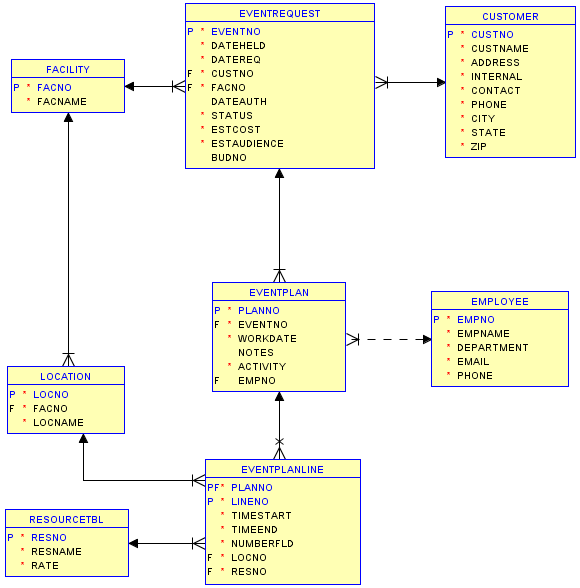 EVENTREQUEST
P * EVENTNO
* DATEHELD
* DATEREQ
F * CUSTNO
F * FACNO
DATEAUTH
* STATUS
* ESTCOST
* ESTAUDIENCE
BUDNO
CUSTOMER
P * CUSTNO
* CUSTNAME
* ADDRESS
* INTERNAL
* CONTACT
* PHONE
* CITY
* STATE
* ZIP
FACILITY
P * FACNO
* FACNAME
EVENTPLAN
P * PLANNO
F * EVENTNO
* WORKDATE
NOTES
* ACTIVITY
F EMPNO
EMPLOYEE
P * EMPNO
* EMPNAME
* DEPARTMENT
* EMAIL
* PHONE
LOCATION
P * LOCNO
F * FACNO
* LOCNAME
EVENTPLANLINE
PF* PLANNO
P * LINENO
* TIMESTART
* TIMEEND
* NUMBERFLD
F * LOCNO
F * RESNO
RESOURCETBL
P * RESNO
* RESNAME
* RATE